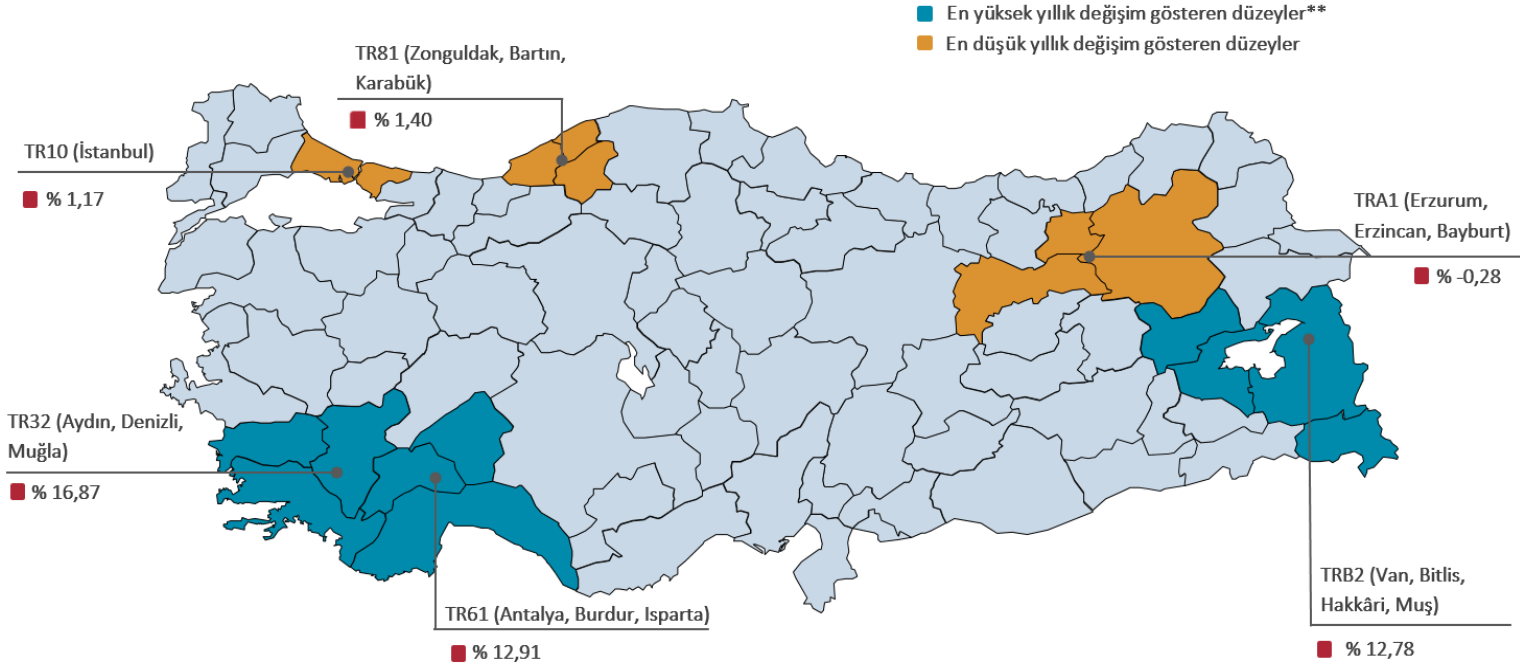 En yüksek yıllık değişim gösteren düzeyler**
En düşük yıllık değişim gösteren düzeyler
TR81 (Zonguldak, Bartın,
Karabük)
% 1,40
TR10 (İstanbul)
% 1,17
TRA1 (Erzurum,
Erzincan, Bayburt)
% -0,28
TR32 (Aydın, Denizli,
Muğla)
% 16,87
TR61 (Antalya, Burdur, Isparta)
% 12,91
TRB2 (Van, Bitlis,
Hakkâri, Muş)
% 12,78